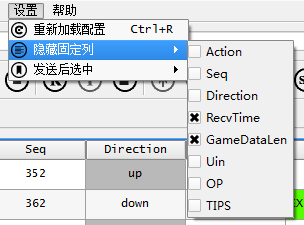 设置 帮助
重新加载配置 Ctrl+R
隐藏固定列
发送后选中
Action
Seq
Direction
RecvTime
GameDataLen
Uin
OP
TIPS
Seq Direction
352 up
362 down